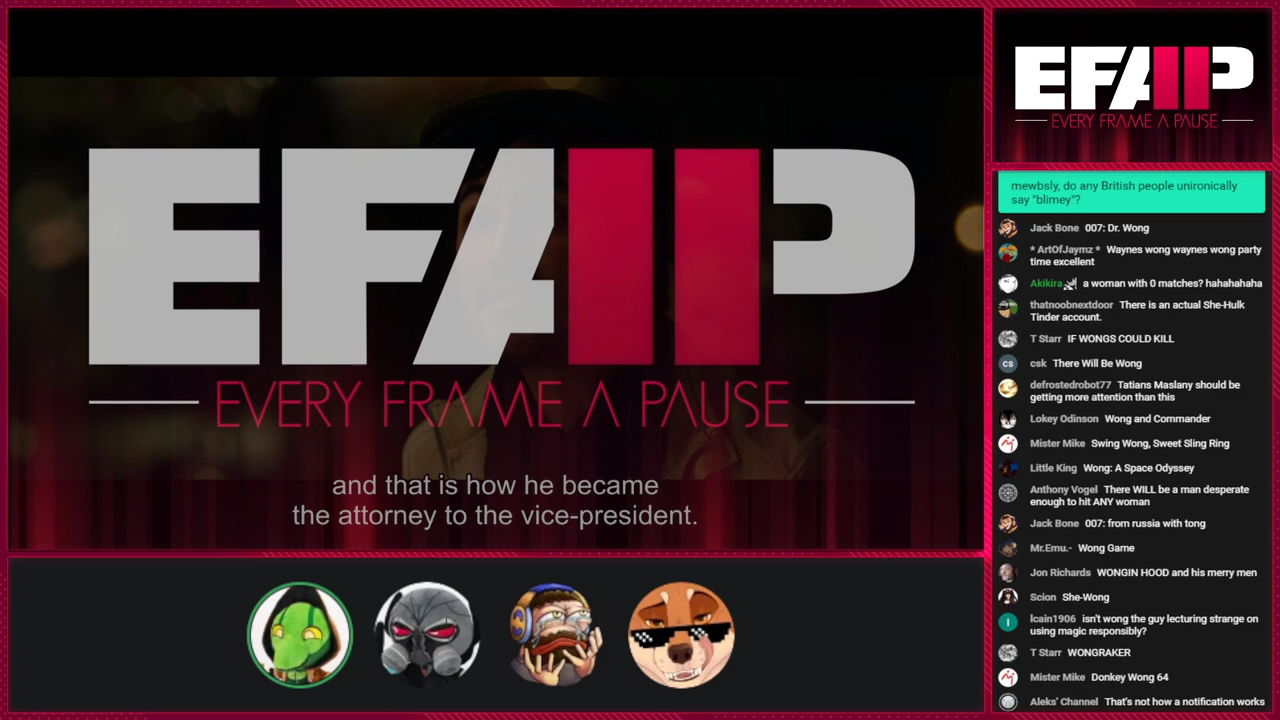 EFAP
EVERY FRAME A PAUSE
and that is how he became
the attorney to the vice-president.
EFAP
EVERY FRAME A PAUSE
mewbsly, do any British people unironically
say "blimey"?
Jack Bone 007: Dr. Wong
* ArtOfJaymz * Waynes wong waynes wong party
time excellent
Akikira a woman with 0 matches? hahahahaha
thatnoobnextdoor There is an actual She-Hulk
Tinder account.
T Starr IF WONGS COULD KILL
cs csk There Will Be Wong
defrostedrobot77 Tatians Maslany should be
getting more attention than this
Lokey Odinson Wong and Commander
Mister Mike Swing Wong, Sweet Sling Ring
Little King Wong: A Space Odyssey
Anthony Vogel There WILL be a man desperate
enough to hit ANY woman
Jack Bone 007: from russia with tong
Mr.Emu.- Wong Game
Jon Richards WONGIN HOOD and his merry men
Scion She-Wong
lcain1906 isn't wong the guy lecturing strange on
using magic responsibly?
T Starr WONGRAKER
Mister Mike Donkey Wong 64
Aleks' Channel That's not how a notification works